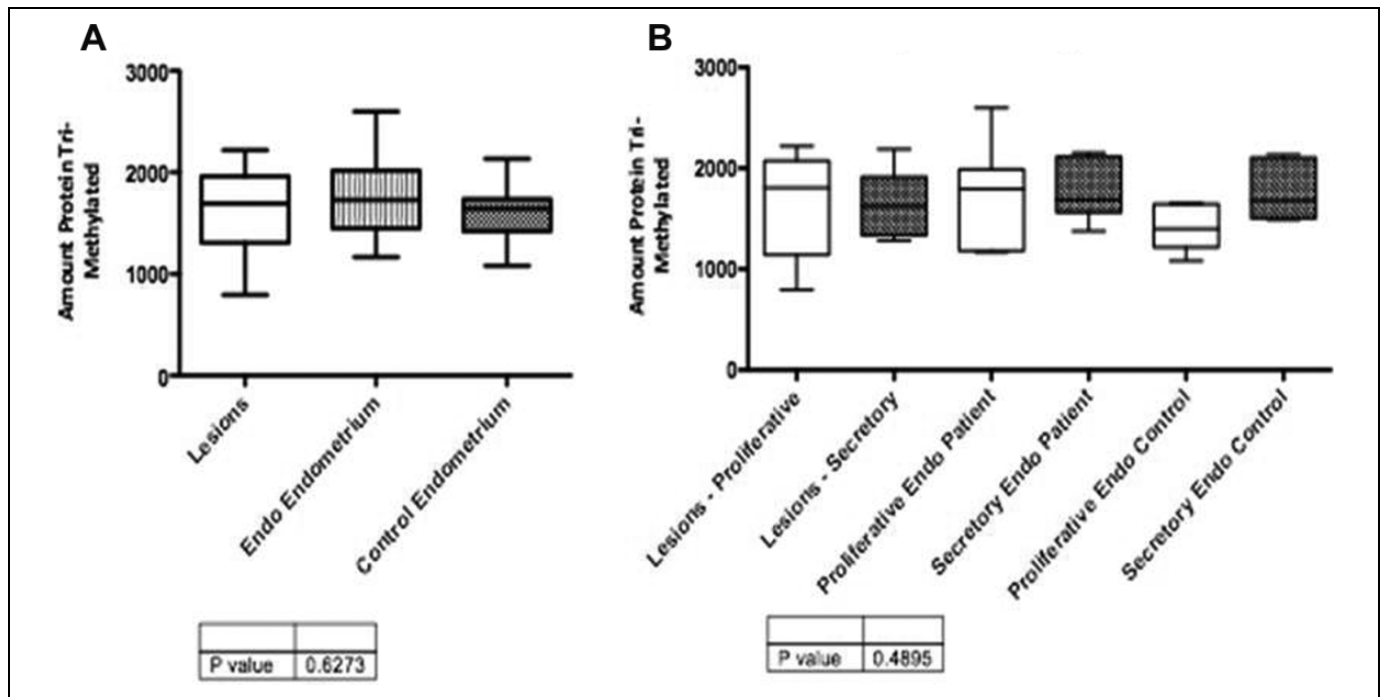 A
3000
2000
1000
0
Amount Protein Tri-
Methylated
Lesions
Endo Endometrium
Control Endometrium
P value 0.6273
B
3000
2000
1000
0
Amount Protein Tri-
Methylated
Lesions - Proliferative
Lesions - Secretory
Proliferative Endo Patient
Secretory Endo Patient
Proliferative Endo Control
Secretory Endo Control
P value 0.4895